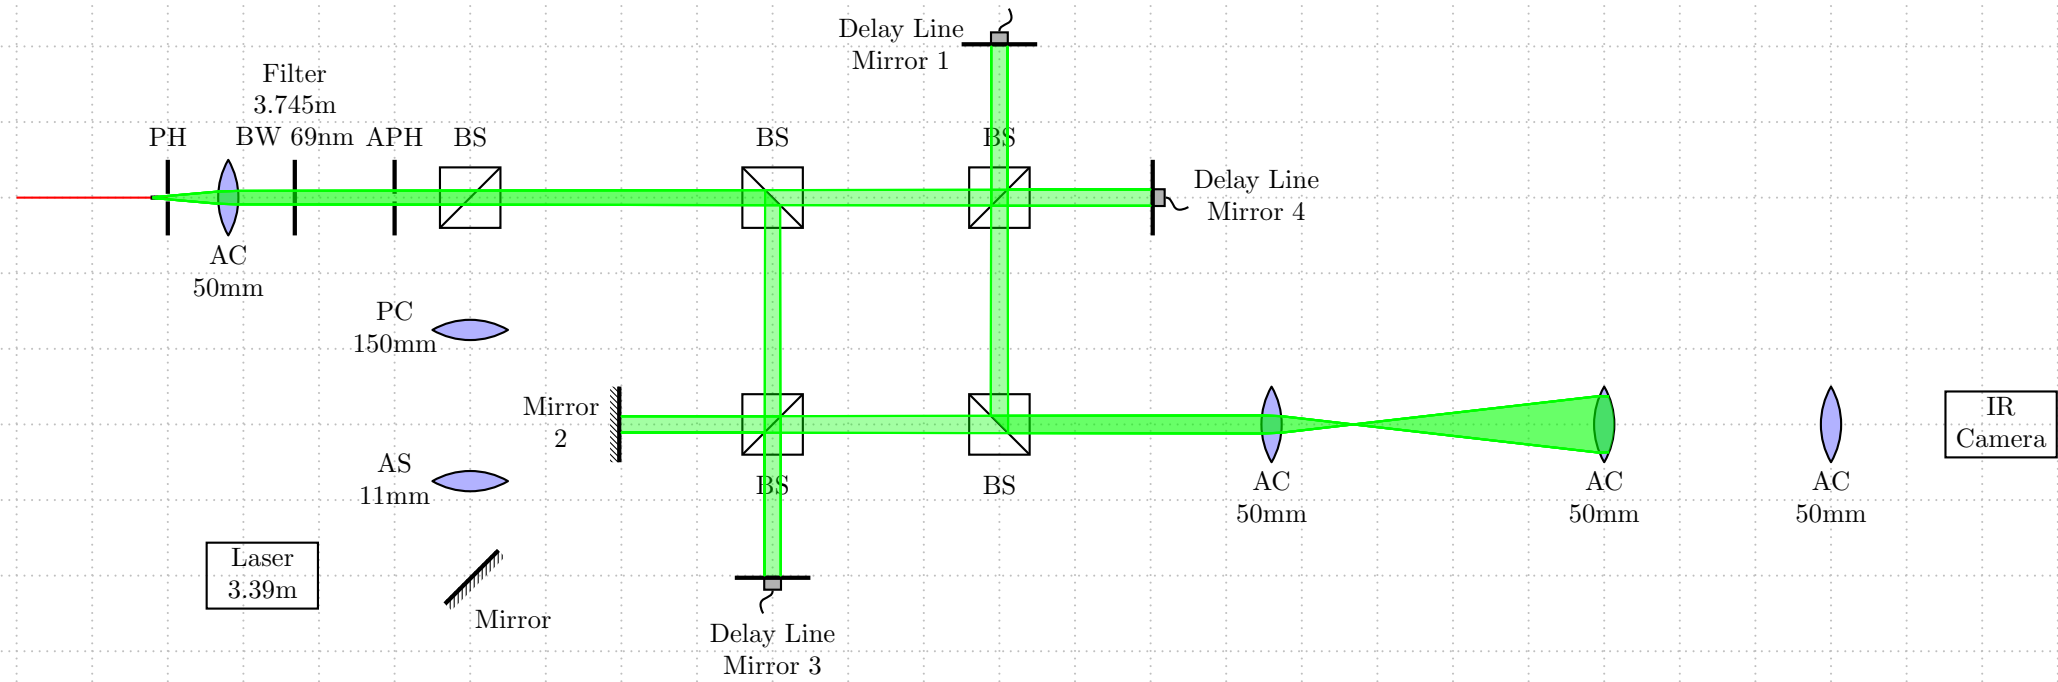 Delay Line
Mirror 1
Filter
3.745m
BW 69nm
PH
APH
BS
BS
BS
Delay Line
Mirror 4
AC
50mm
PC
150mm
Mirror
2
IR
Camera
AS
11mm
BS
BS
AC
50mm
AC
50mm
AC
50mm
Laser
3.39m
Mirror
Delay Line
Mirror 3